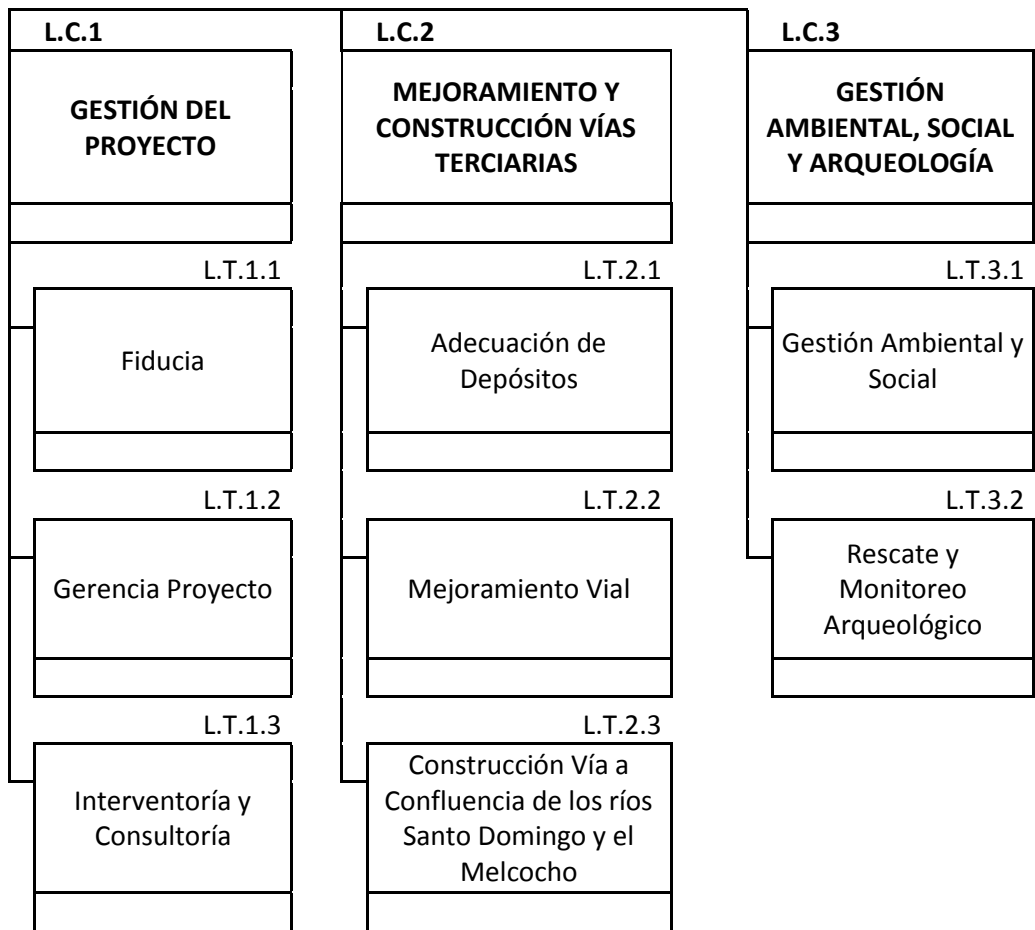 L.C.1
GESTIÓN DEL
PROYECTO
L.T.1.1
Fiducia
L.T.1.2
Gerencia Proyecto
L.T.1.3
Interventoría y
Consultoría
L.C.2
MEJORAMIENTO Y
CONSTRUCCIÓN VÍAS
TERCIARIAS
L.T.2.1
Adecuación de
Depósitos
L.T.2.2
Mejoramiento Vial
L.T.2.3
Construcción Vía a
Confluencia de los ríos
Santo Domingo y el
Melcocho
L.C.3
GESTIÓN
AMBIENTAL, SOCIAL
Y ARQUEOLOGÍA
L.T.3.1
Gestión Ambiental y
Social
L.T.3.2
Rescate y
Monitoreo
Arqueológico